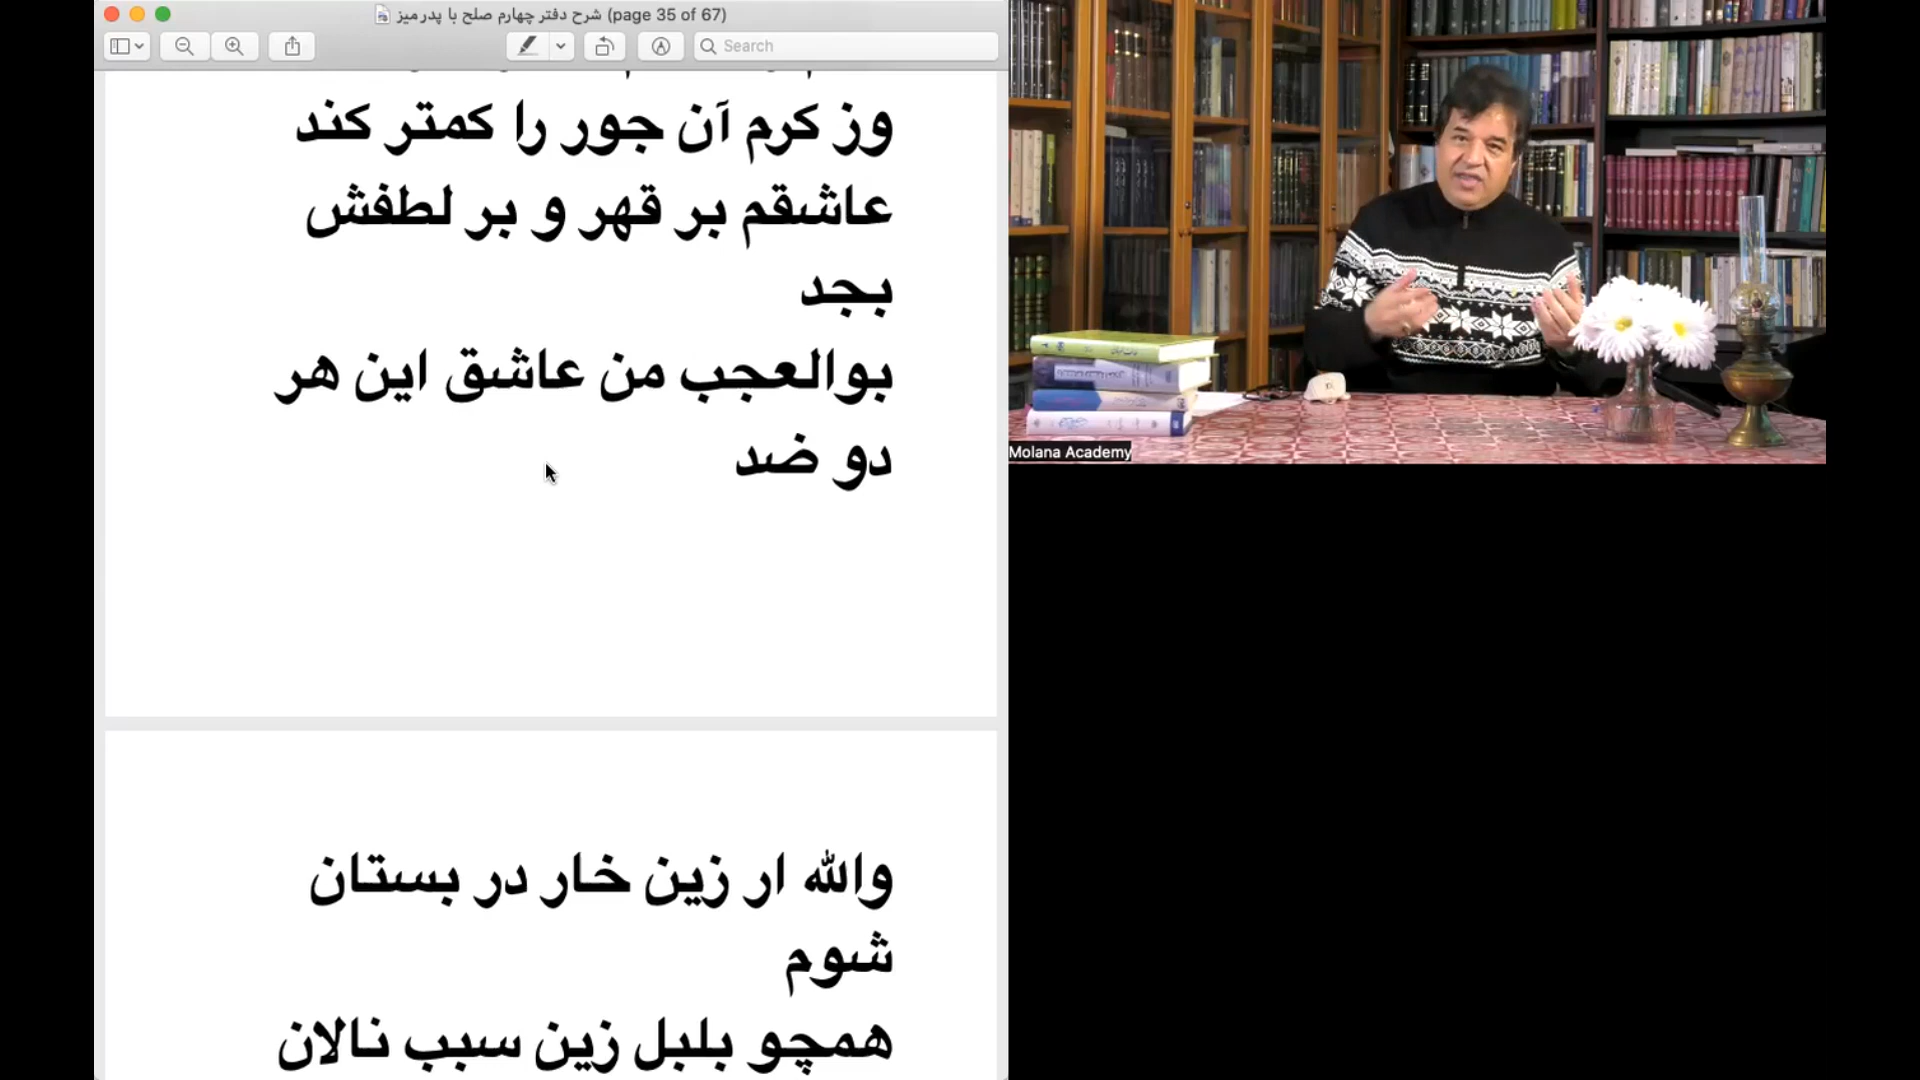 شرح دفتر چهارم صلح با پدر میز (page 35 of 67)
Search
وز کرم آن جور را کمتر کند
عاشقم بر قهر و بر لطفش
بجد
بوالعجب من عاشق این هر
دو ضد
والله ار زین خار در بستان
شوم
همچو بلبل زین سبب نالان
Molana Academy